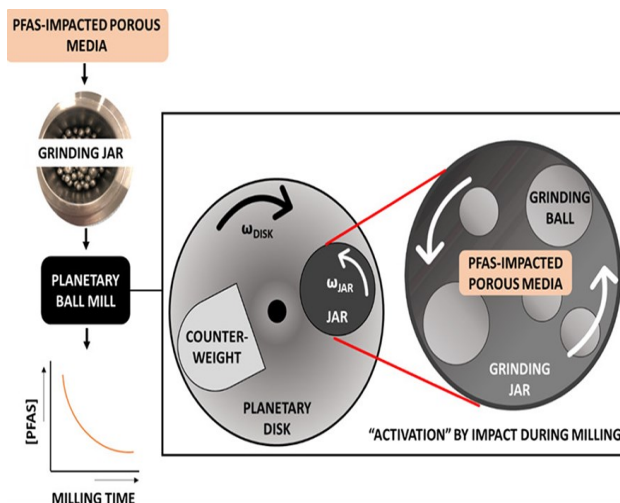 PFAS-IMPACTED POROUS
MEDIA
GRINDING JAR
PLANETARY
BALL MILL
[PFAS]
MILLING TIME
ωDISK
ωJAR
JAR
COUNTER-
WEIGHT
PLANETARY
DISK
GRINDING
BALL
PFAS-IMPACTED
POROUS MEDIA
GRINDING
JAR
"ACTIVATION" BY IMPACT DURING MILLING